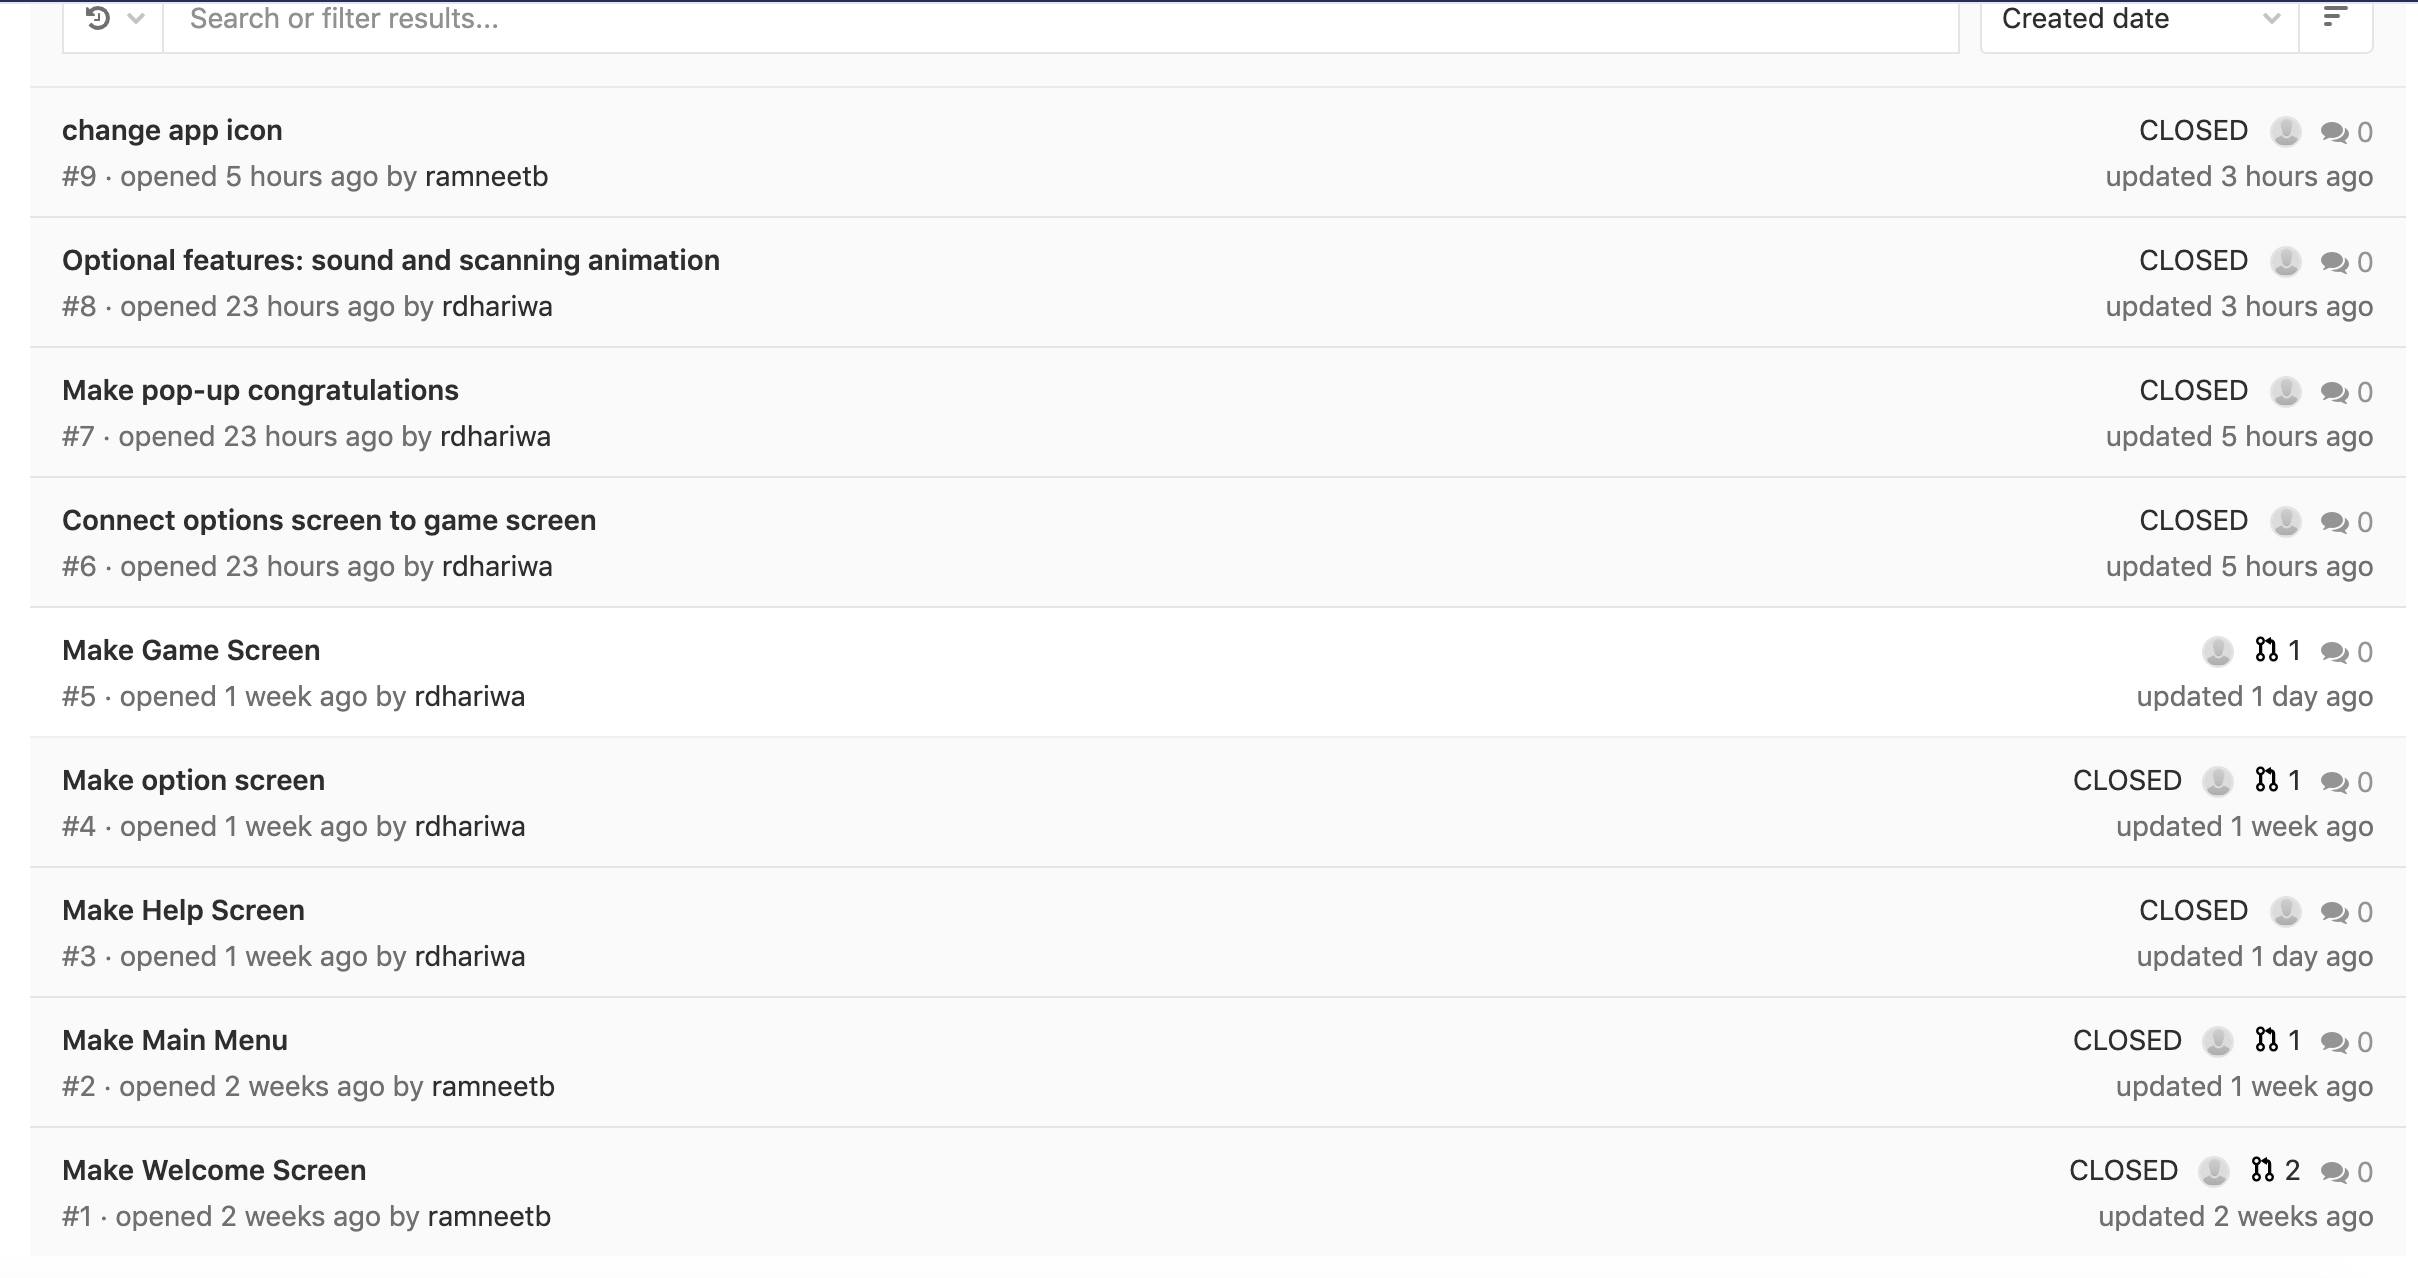 Search or filter results...
Created date
change app icon
CLOSED 0
#9 · opened 5 hours ago by ramneetb
updated 3 hours ago
Optional features: sound and scanning animation
CLOSED 0
#8 · opened 23 hours ago by rdhariwa
updated 3 hours ago
Make pop-up congratulations
CLOSED 0
#7 · opened 23 hours ago by rdhariwa
updated 5 hours ago
Connect options screen to game screen
CLOSED 0
#6 · opened 23 hours ago by rdhariwa
updated 5 hours ago
Make Game Screen
1 0
#5 · opened 1 week ago by rdhariwa
updated 1 day ago
Make option screen
CLOSED 1 0
#4 · opened 1 week ago by rdhariwa
updated 1 week ago
Make Help Screen
CLOSED 0
#3 · opened 1 week ago by rdhariwa
updated 1 day ago
Make Main Menu
CLOSED 1 0
#2 · opened 2 weeks ago by ramneetb
updated 1 week ago
Make Welcome Screen
CLOSED 2 0
#1 · opened 2 weeks ago by ramneetb
updated 2 weeks ago